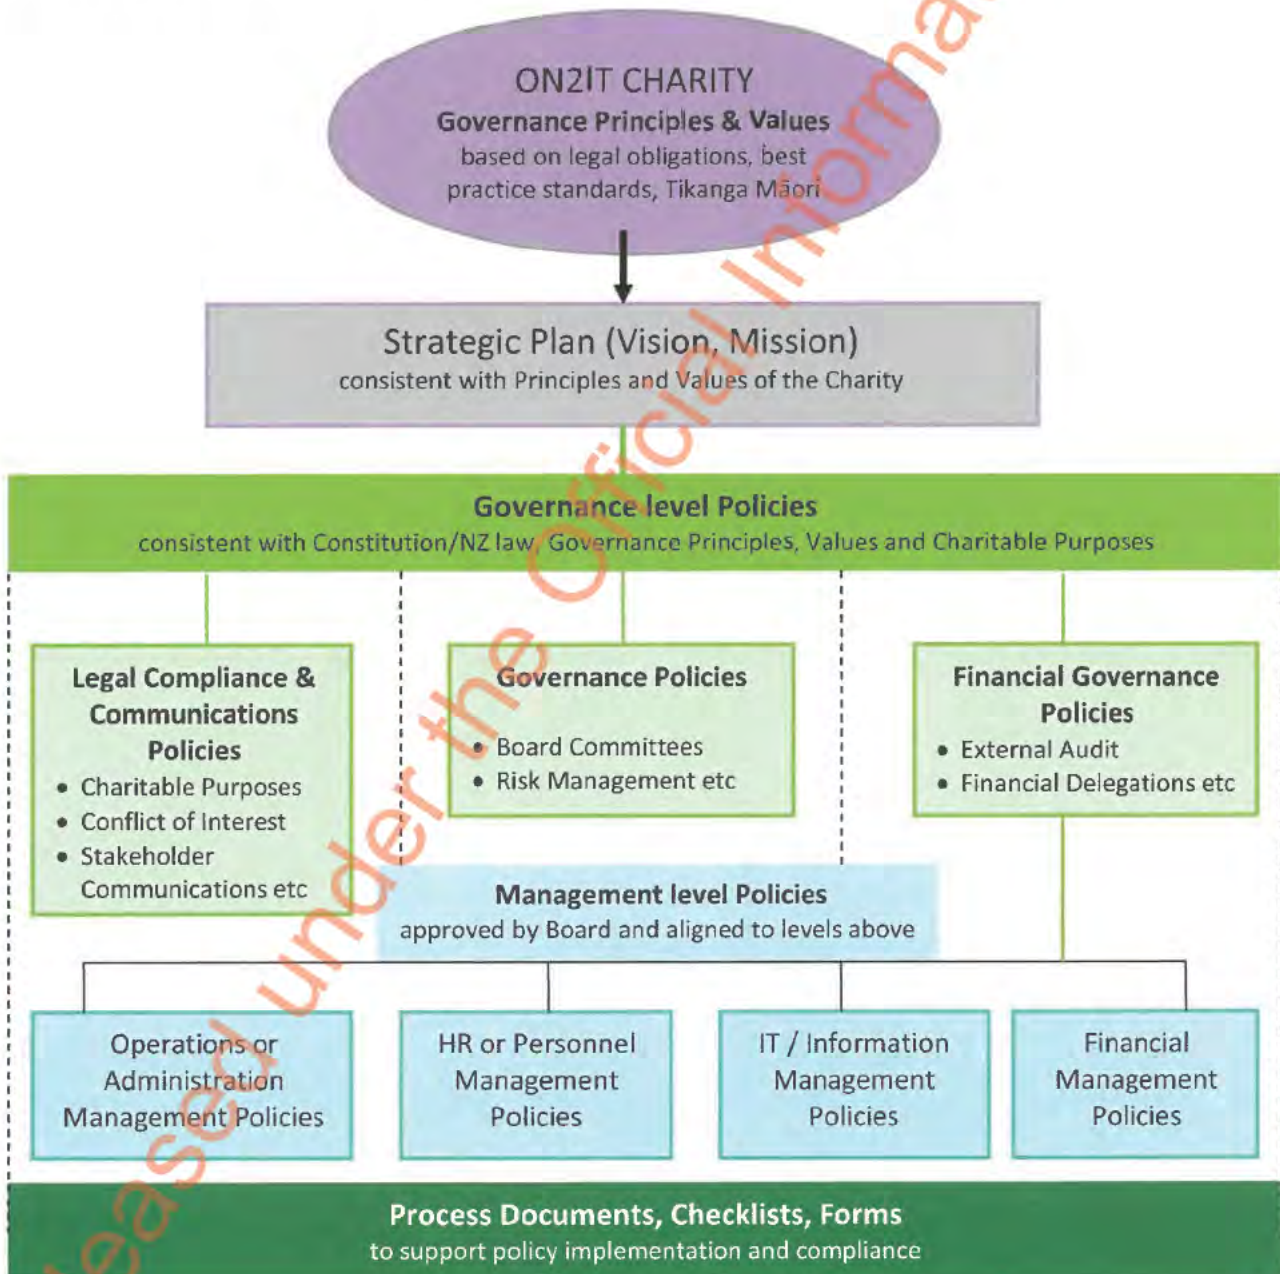 ON2IT CHARITY
Governance Principles & Values
based on legal obligations, best
practice standards, Tikanga Māori
Strategic Plan (Vision, Mission)
consistent with Principles and Values of the Charity
Governance level Policies
consistent with Constitution/NZ law, Governance Principles, Values and Charitable Purposes
Legal Compliance &
Communications
Policies
• Charitable Purposes
• Conflict of Interest
• Stakeholder
Communications etc
Governance Policies
• Board Committees
• Risk Management etc
Financial Governance
Policies
• External Audit
• Financial Delegations etc
Management level Policies
approved by Board and aligned to levels above
Operations or
Administration
Management Policies
HR or Personnel
Management
Policies
IT / Information
Management
Policies
Financial
Management
Policies
Process Documents, Checklists, Forms
to support policy implementation and compliance
under the Official